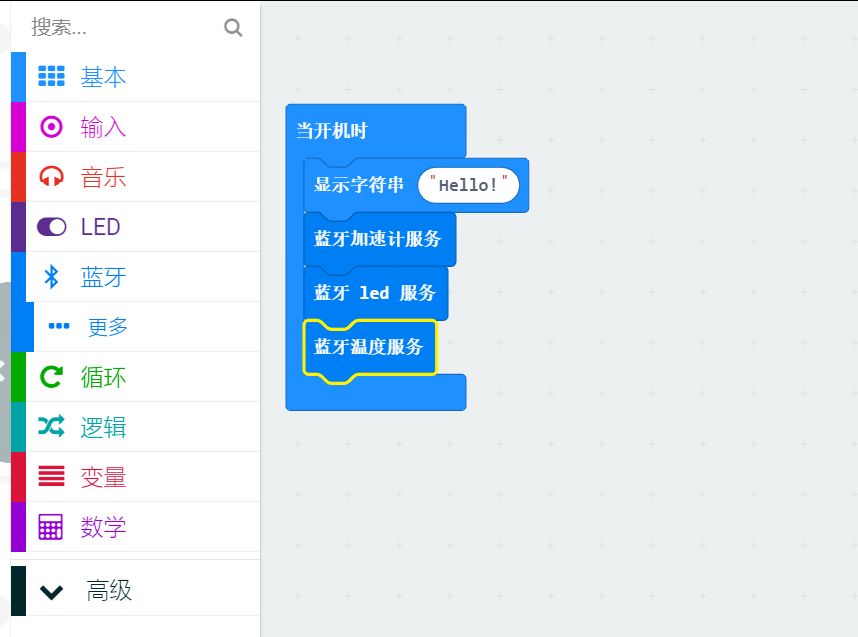 搜索...
基本
输入
音乐
LED
蓝牙
更多
循环
逻辑
变量
数学
高级
当开机时
显示字符串 "Hello!"
蓝牙加速计服务
蓝牙 led 服务
蓝牙温度服务